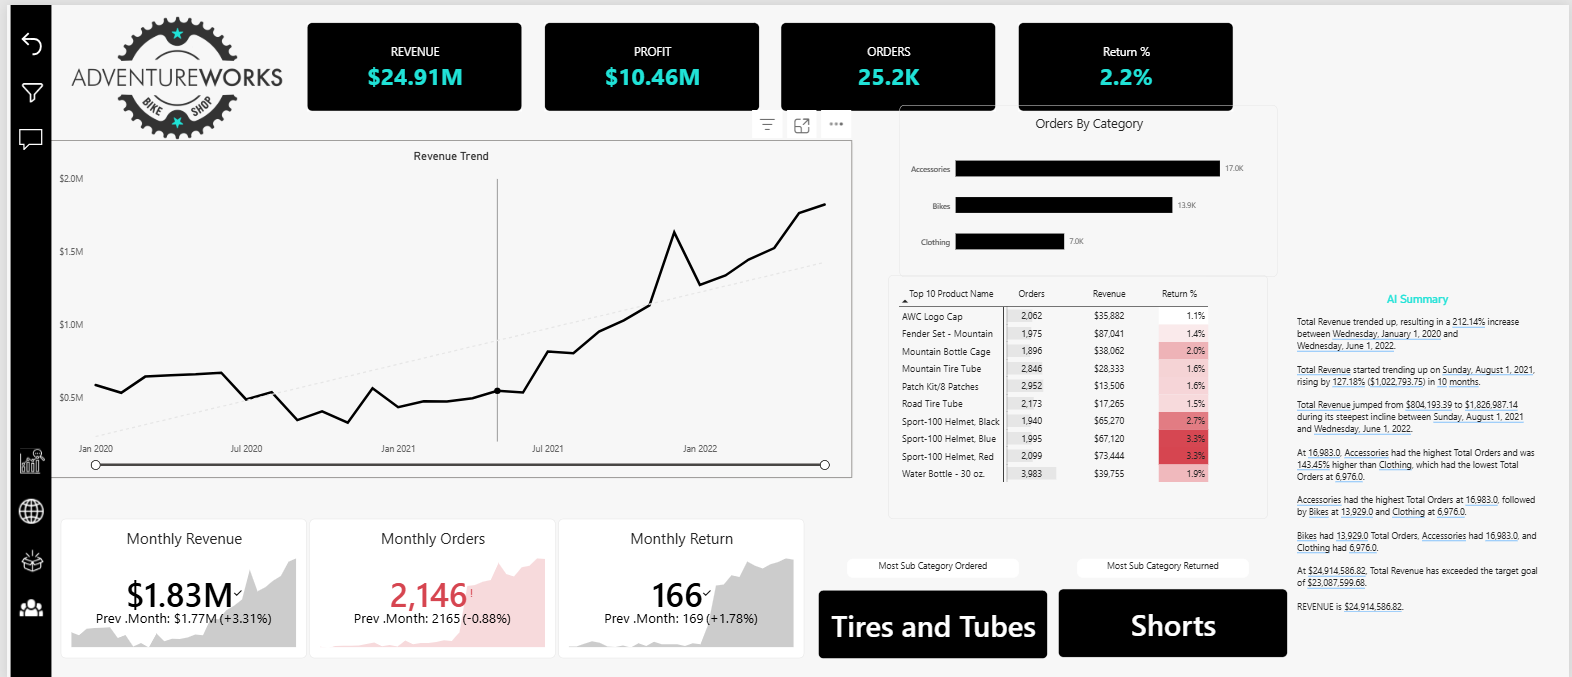 ADVENTUREWORKS
BIKE SHOP
REVENUE
$24.91M
PROFIT
$10.46M
ORDERS
25.2K
Return %
2.2%
Revenue Trend
$2.0M
$1.5M
$1.0M
$0.5M
Jan 2020
Jul 2020
Jan 2021
Jul 2021
Jan 2022
Orders By Category
Accessories 17.0K
Bikes 13.9K
Clothing 7.0K
Top 10 Product Name Orders Revenue Return %
AWC Logo Cap 2,062 $35,882 1.1%
Fender Set - Mountain 1,975 $87,041 1.4%
Mountain Bottle Cage 1,896 $38,062 2.0%
Mountain Tire Tube 2,846 $28,333 1.6%
Patch Kit/8 Patches 2,952 $13,506 1.6%
Road Tire Tube 2,173 $17,265 1.5%
Sport-100 Helmet, Black 1,940 $65,270 2.7%
Sport-100 Helmet, Blue 1,995 $67,120 3.3%
Sport-100 Helmet, Red 2,099 $73,444 3.3%
Water Bottle - 30 oz. 3,983 $39,755 1.9%
AI Summary
Total Revenue trended up, resulting in a 212.14% increase
between Wednesday, January 1, 2020 and
Wednesday, June 1, 2022.
Total Revenue started trending up on Sunday, August 1, 2021,
rising by 127.18% ($1,022,793.75) in 10 months.
Total Revenue jumped from $804,193.39 to $1,826,987.14
during its steepest incline between Sunday, August 1, 2021
and Wednesday, June 1, 2022.
At 16,983.0, Accessories had the highest Total Orders and was
143.45% higher than Clothing, which had the lowest Total
Orders at 6,976.0.
Accessories had the highest Total Orders at 16,983.0, followed
by Bikes at 13,929.0 and Clothing at 6,976.0.
Bikes had 13,929.0 Total Orders, Accessories had 16,983.0, and
Clothing had 6,976.0.
At $24,914,586.82, Total Revenue has exceeded the target goal
of $23,087,599.68.
REVENUE is $24,914,586.82.
Monthly Revenue
$1.83M
Prev .Month: $1.77M (+3.31%)
Monthly Orders
2,146!
Prev .Month: 2165 (-0.88%)
Monthly Return
166
Prev .Month: 169 (+1.78%)
Most Sub Category Ordered
Tires and Tubes
Most Sub Category Returned
Shorts